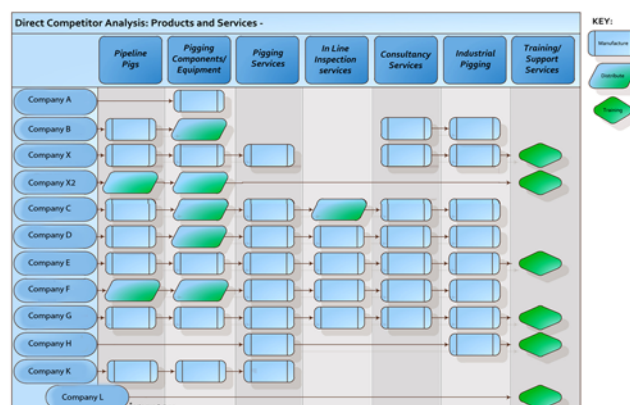 Direct Competitor Analysis: Products and Services -
KEY:
Manufacture
Distribute
Training
Pipeline
Pigs
Pigging
Components/
Equipment
Pigging
Services
In Line
Inspection
services
Consultancy
Services
Industrial
Pigging
Training/
Support
Services
Company A
Company B
Company X
Company X2
Company C
Company D
Company E
Company F
Company G
Company H
Company K
Company L